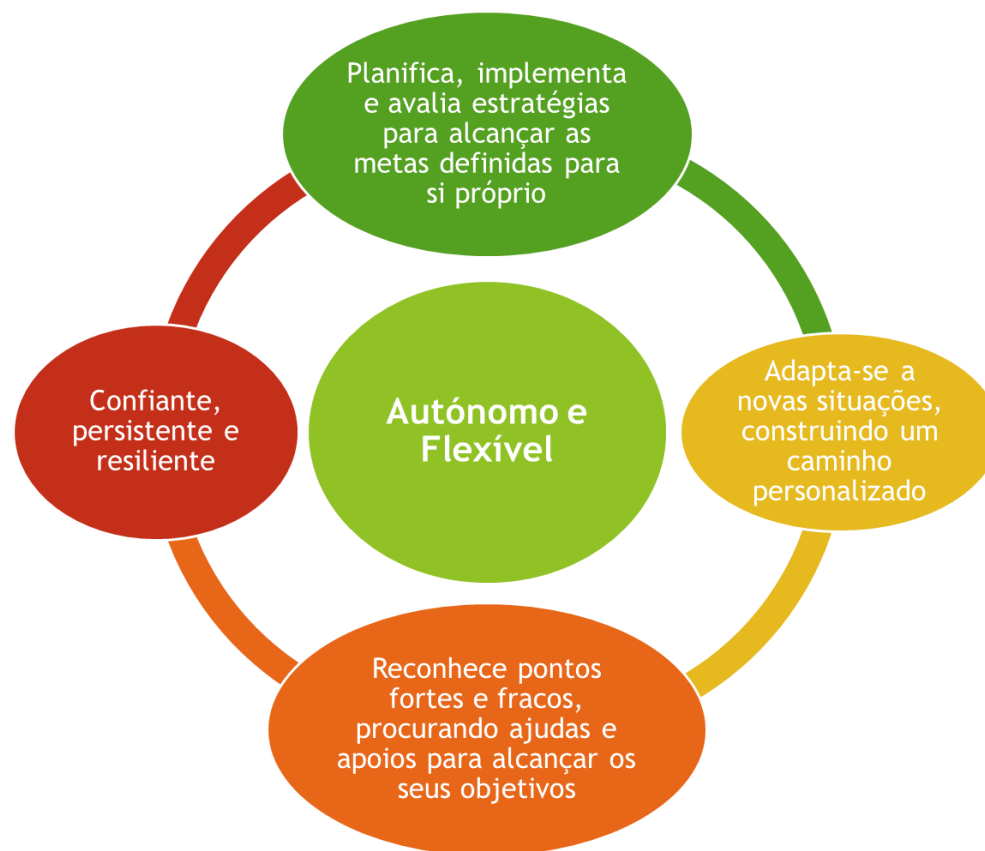 Planifica, implementa
e avalia estratégias
para alcançar as
metas definidas para
si próprio
Confiante,
persistente e
resiliente
Autónomo e
Flexível
Adapta-se a
novas situações,
construindo um
caminho
personalizado
Reconhece pontos
fortes e fracos,
procurando ajudas e
apoios para alcançar os
seus objetivos